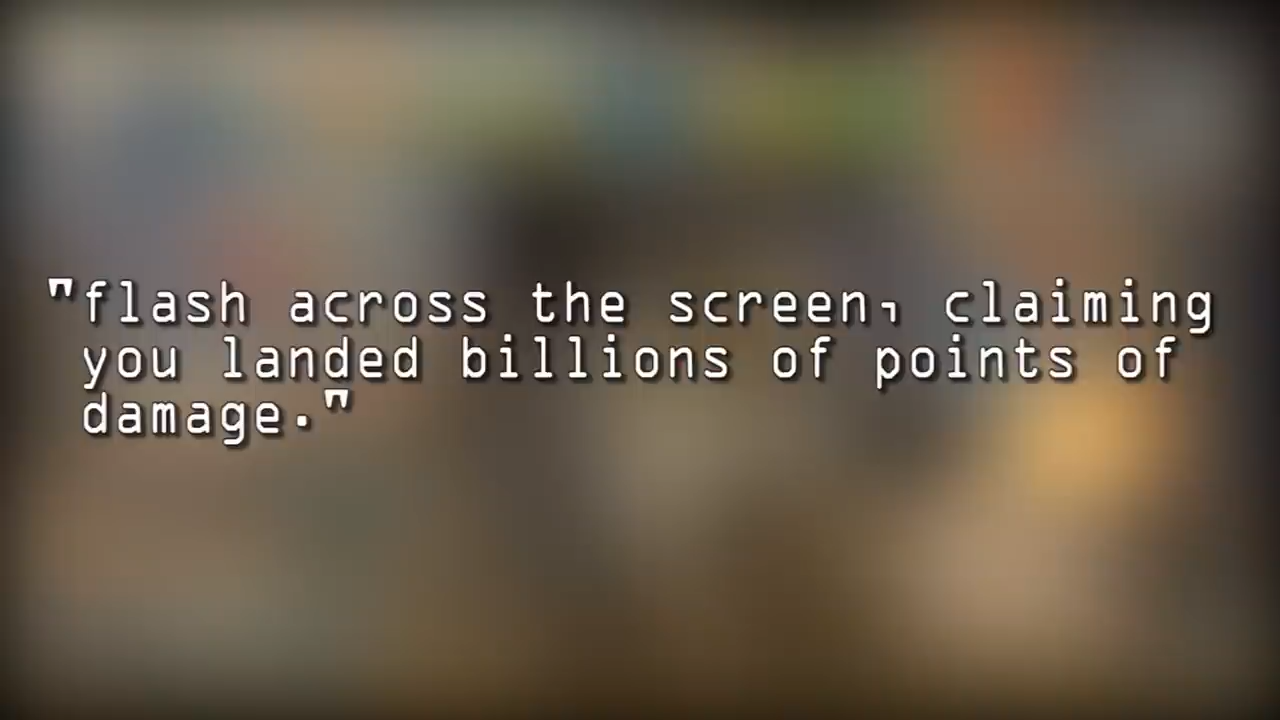 "flash across the screen, claiming
you landed billions of points of
damage."